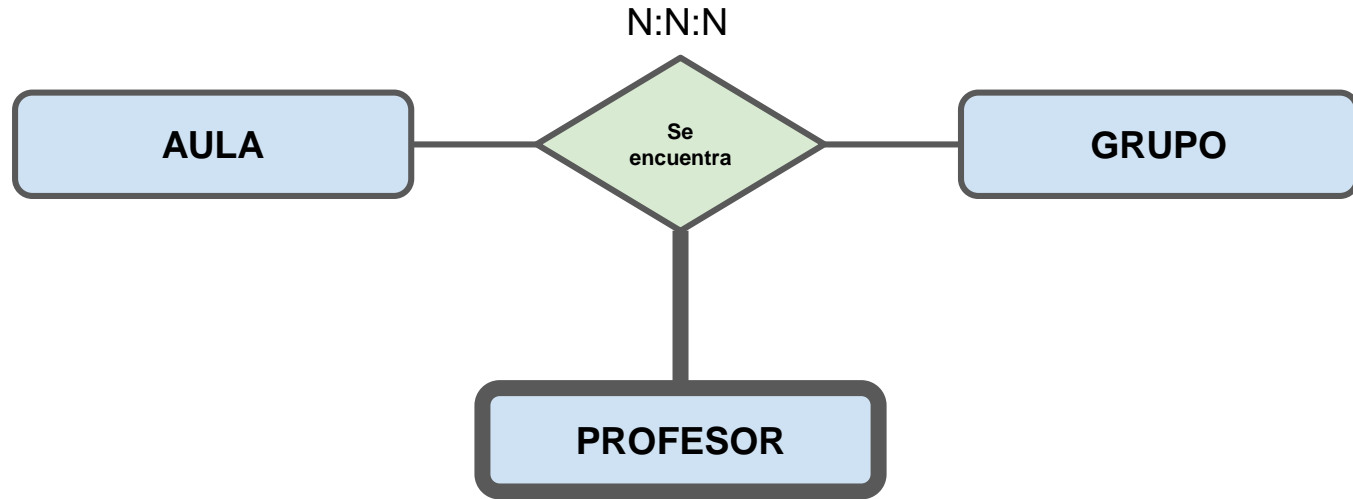 N:N:N
AULA
Se
encuentra
GRUPO
PROFESOR